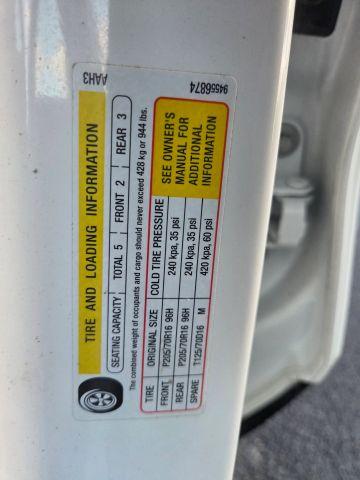 AAH3
94556874
TIRE AND LOADING INFORMATION
SEATING CAPACITY TOTAL 5 FRONT 2 REAR 3
The combined weight of occupants and cargo should never exceed 428 kg or 944 lbs.
TIRE ORIGINAL SIZE COLD TIRE PRESSURE
FRONT P205/70R16 96H 240 kpa, 35 psi
REAR P205/70R16 96H 240 kpa, 35 psi
SPARE T125/70D16 M 420 kpa, 60 psi
SEE OWNER'S
MANUAL FOR
ADDITIONAL
INFORMATION